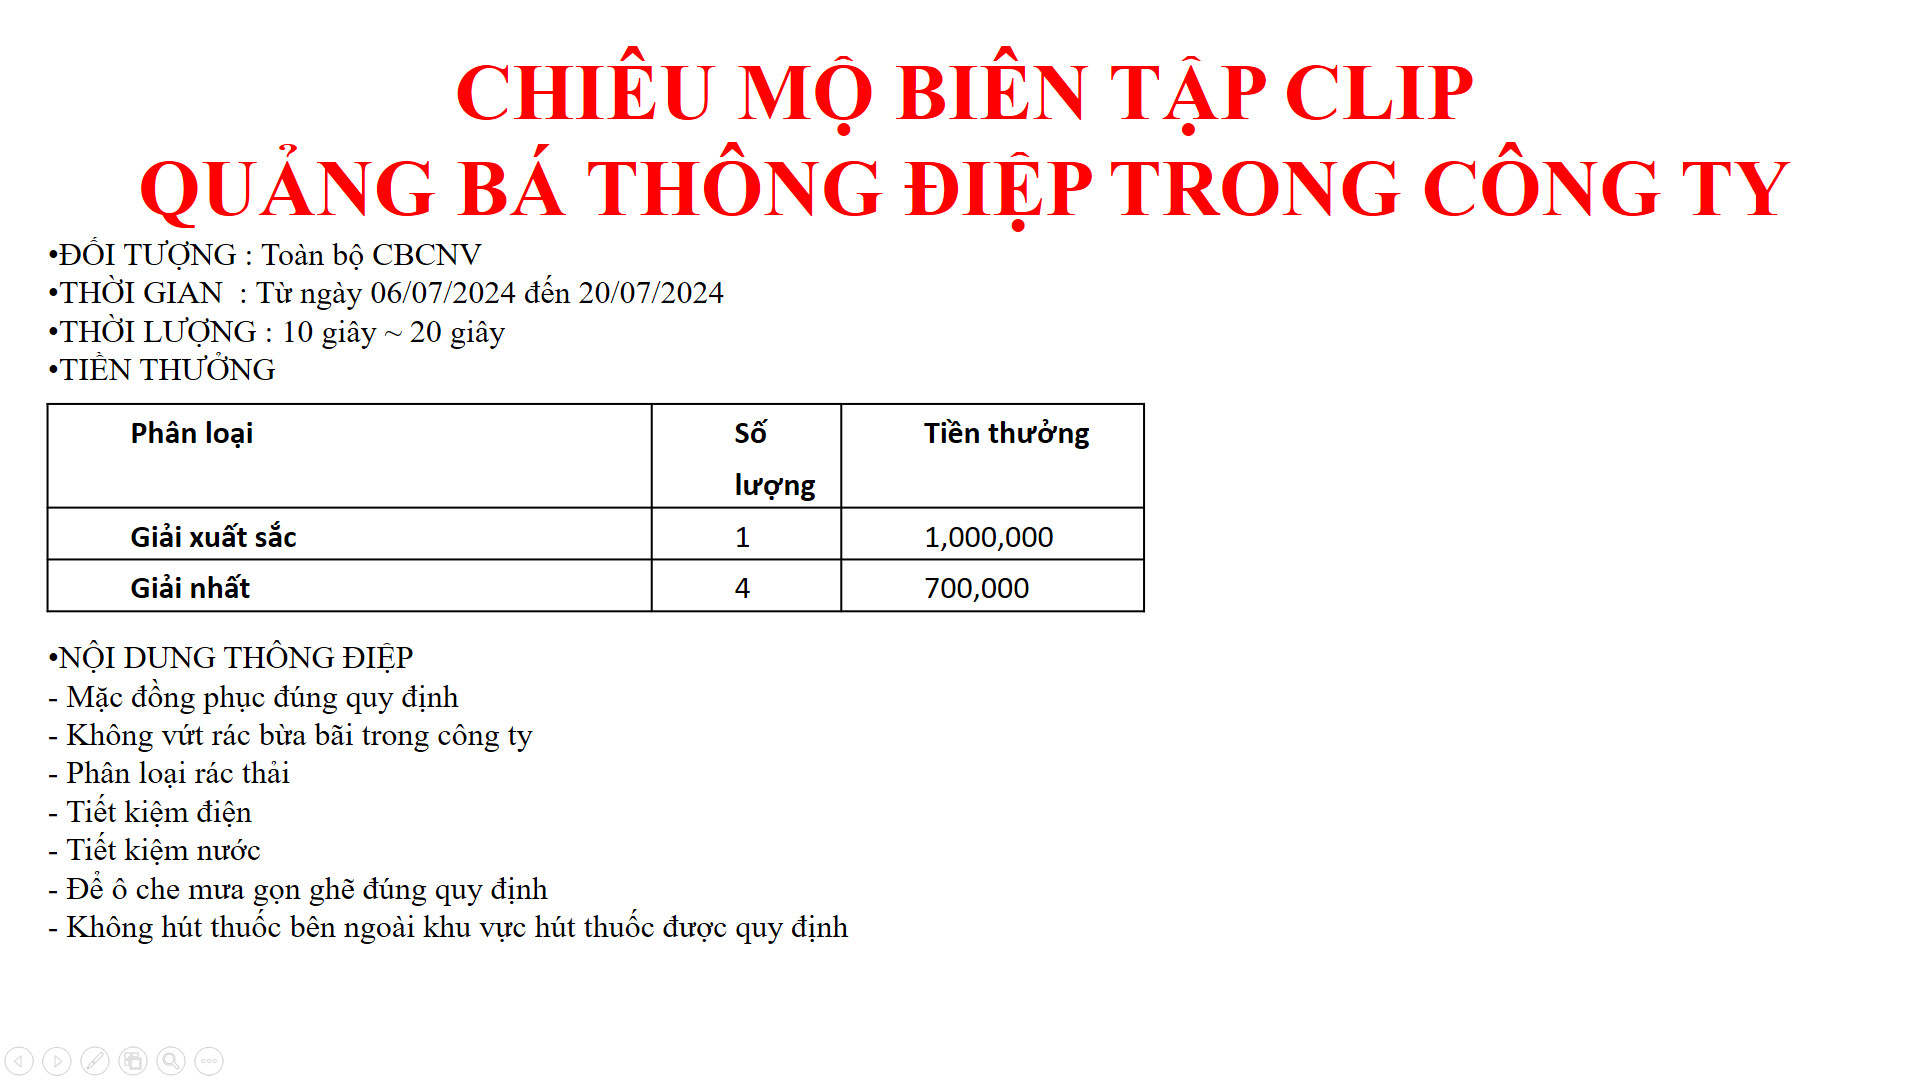 CHIÊU MỘ BIÊN TẬP CLIP
QUẢNG BÁ THÔNG ĐIỆP TRONG CÔNG TY
•ĐỐI TƯỢNG : Toàn bộ CBCNV
•THỜI GIAN  : Từ ngày 06/07/2024 đến 20/07/2024
•THỜI LƯỢNG : 10 giây ~ 20 giây
•TIỀN THƯỞNG
Phân loại Số lượng Tiền thưởng
Giải xuất sắc 1 1,000,000
Giải nhất 4 700,000
•NỘI DUNG THÔNG ĐIỆP
- Mặc đồng phục đúng quy định
- Không vứt rác bừa bãi trong công ty
- Phân loại rác thải
- Tiết kiệm điện
- Tiết kiệm nước
- Để ô che mưa gọn ghẽ đúng quy định
- Không hút thuốc bên ngoài khu vực hút thuốc được quy định